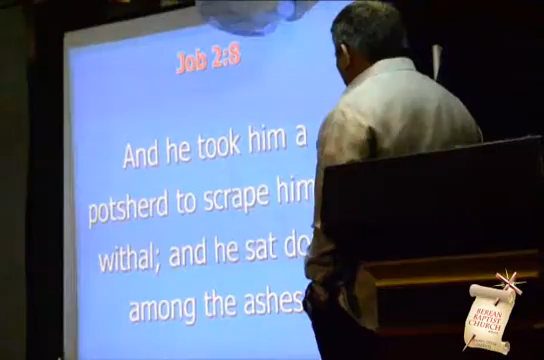 Job 2:8
And he took him a
potsherd to scrape him
withal; and he sat do
among the ashes
BEREAN
BAPTIST
CHURCH